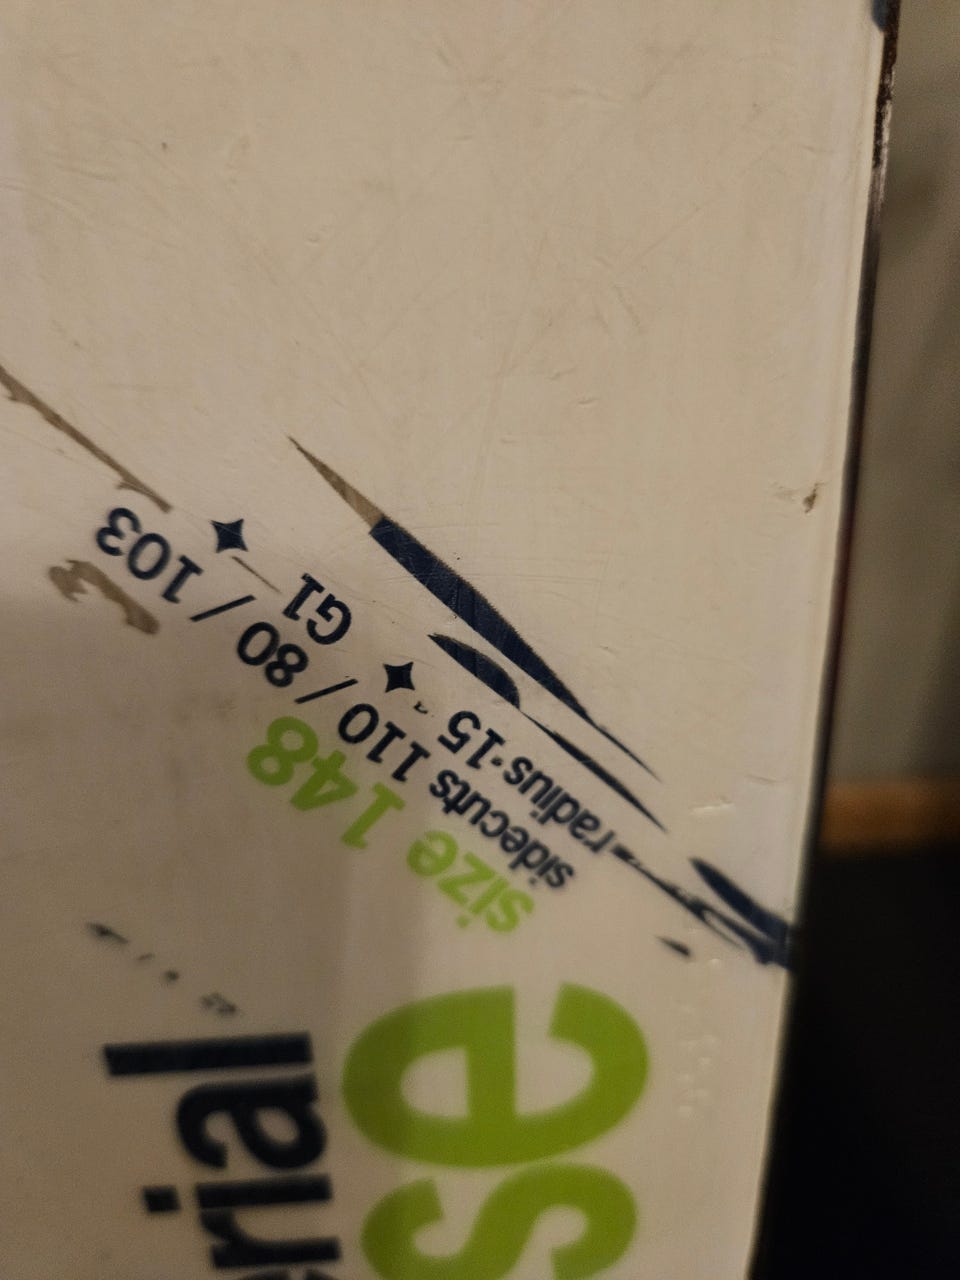 size 148
sidecuts 110 / 80 / 103
radius·15 G1
se
rial